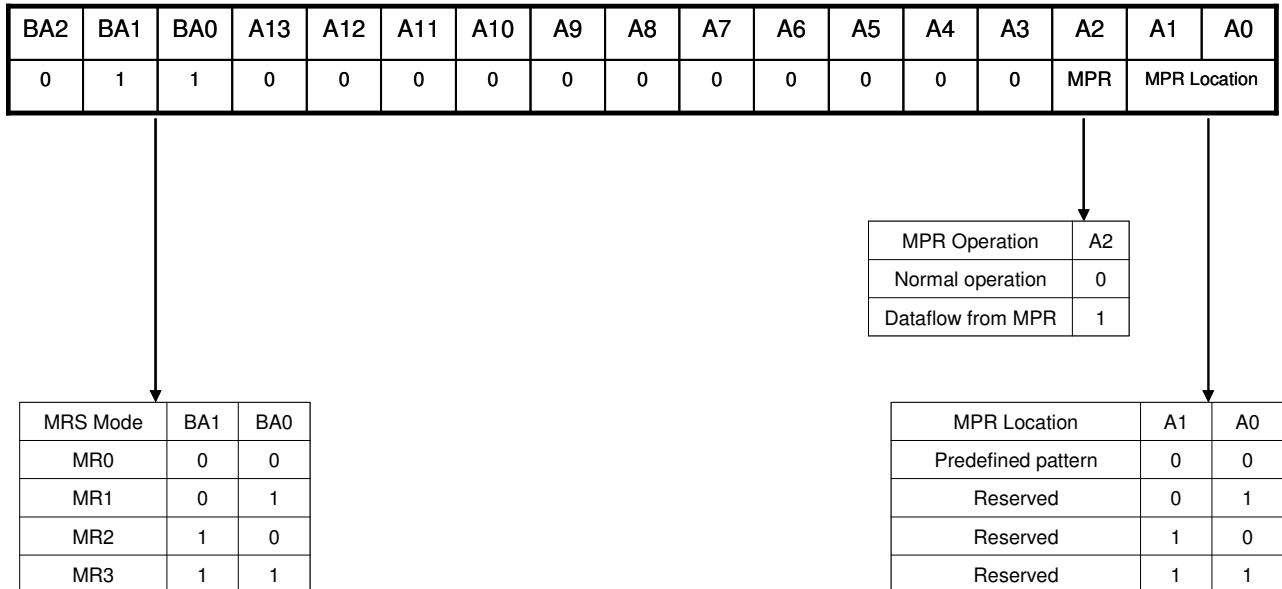 BA2 BA1 BA0 A13 A12 A11 A10 A9 A8 A7 A6 A5 A4 A3 A2 A1 A0
0 1 1 0 0 0 0 0 0 0 0 0 0 0 MPR MPR Location
MPR Operation A2
Normal operation 0
Dataflow from MPR 1
MRS Mode BA1 BA0
MR0 0 0
MR1 0 1
MR2 1 0
MR3 1 1
MPR Location A1 A0
Predefined pattern 0 0
Reserved 0 1
Reserved 1 0
Reserved 1 1